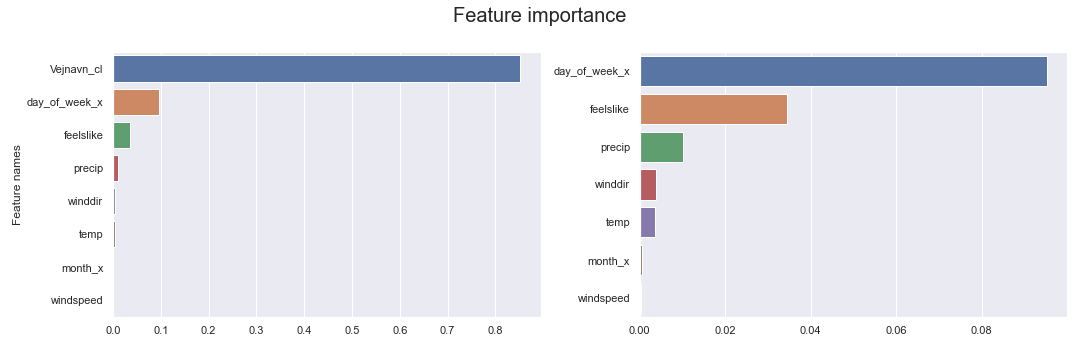 Feature importance
Feature names
Vejnavn_cl
day_of_week_x
feelslike
precip
winddir
temp
month_x
windspeed
0.0 0.1 0.2 0.3 0.4 0.5 0.6 0.7 0.8
day_of_week_x
feelslike
precip
winddir
temp
month_x
windspeed
0.00 0.02 0.04 0.06 0.08